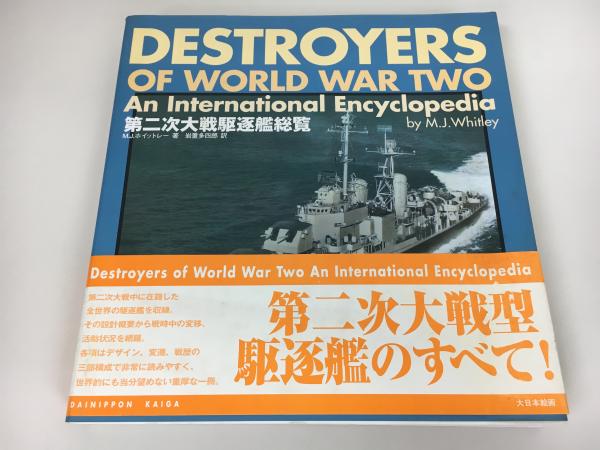 DESTROYERS
OF WORLD WAR TWO
An International Encyclopedia
by M.J.Whitley
第二次大戦駆逐艦総覧
M.J.ホイットレー 著 岩重多四郎 訳
Destroyers of World War Two An International Encyclopedia
第二次大戦中に在籍した
全世界の駆逐艦を収録。
その設計概要から戦時中の変移、
活動状況を網羅。
各項はデザイン、変遷、戦歴の
三部構成で非常に読みやすく、
世界的にも当分望めない重厚な一冊。
第二次大戦型
駆逐艦のすべて!
DAINIPPON KAIGA
大日本絵画